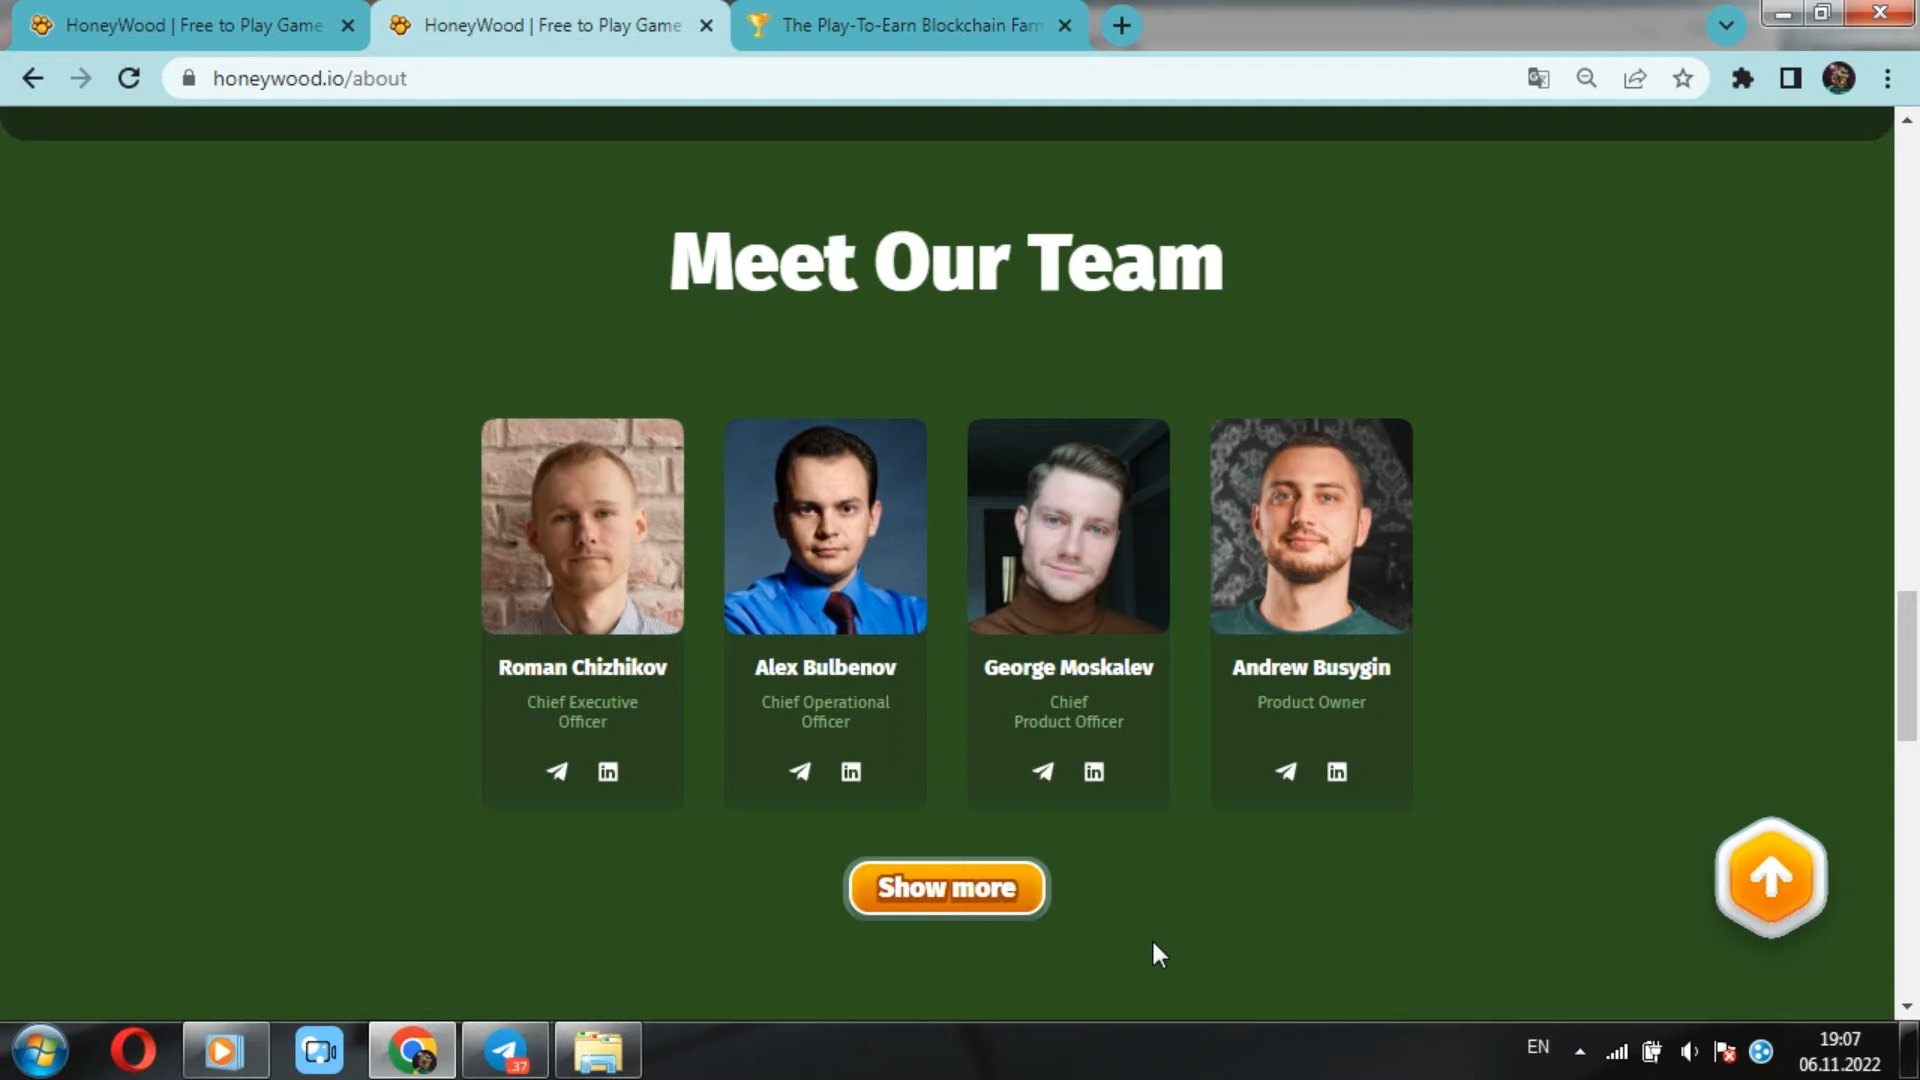 HoneyWood | Free to Play Game
HoneyWood | Free to Play Game
The Play-To-Earn Blockchain Farm
honeywood.io/about
Meet Our Team
Roman Chizhikov
Chief Executive
Officer
Alex Bulbenov
Chief Operational
Officer
George Moskalev
Chief
Product Officer
Andrew Busygin
Product Owner
Show more
37
EN
19:07
06.11.2022